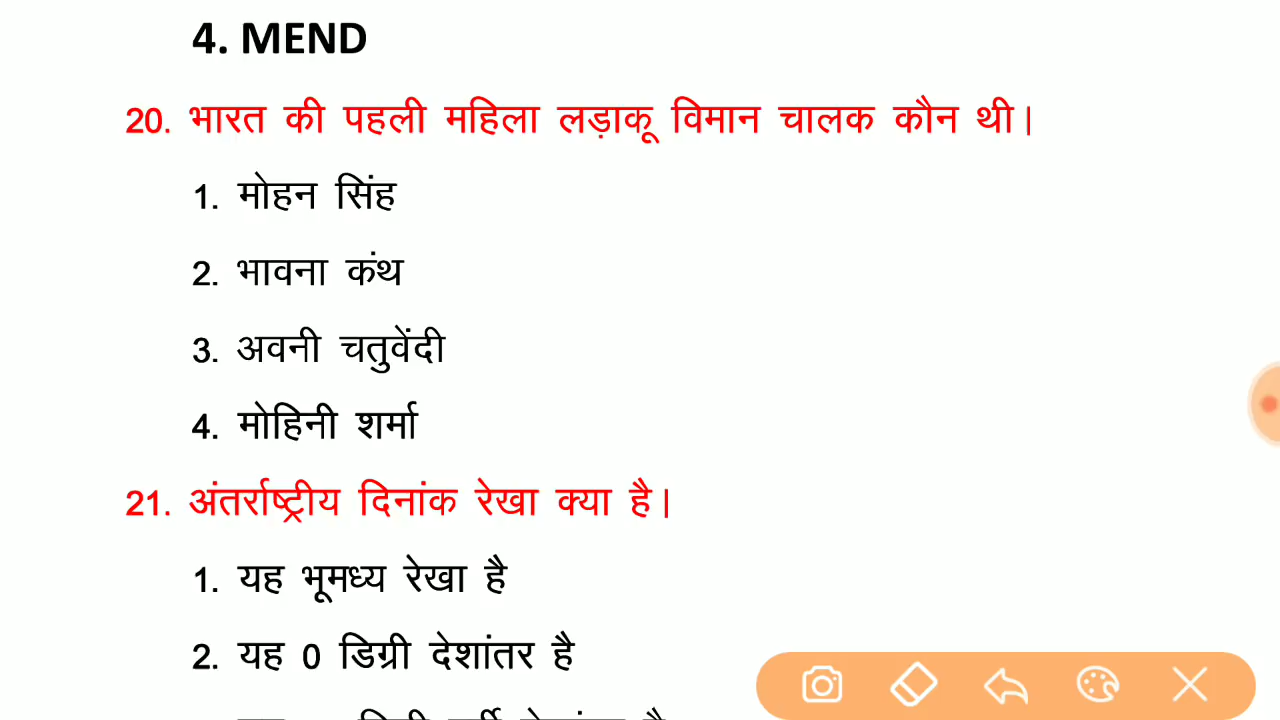 4. MEND
20. भारत की पहली महिला लड़ाकू विमान चालक कौन थी।
1. मोहन सिंह
2. भावना कंथ
3. अवनी चतुर्वेंदी
4. मोहिनी शर्मा
21. अंतर्राष्ट्रीय दिनांक रेखा क्या है।
1. यह भूमध्य रेखा है
2. यह 0 डिग्री देशांतर है